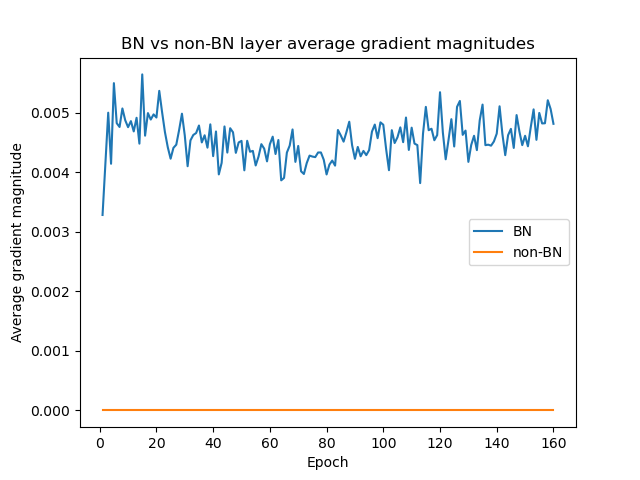 BN vs non-BN layer average gradient magnitudes
Average gradient magnitude
0.005
0.004
0.003
0.002
0.001
0.000
BN
non-BN
0 20 40 60 80 100 120 140 160
Epoch